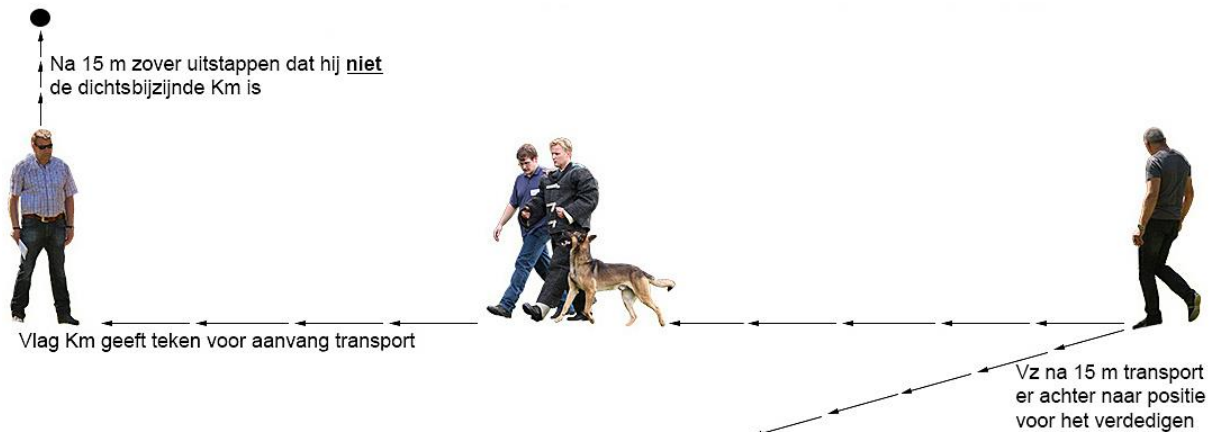 Na 15 m zover uitstappen dat hij niet
de dichtsbijzijnde Km is
Vlag Km geeft teken voor aanvang transport
Vz na 15 m transport
er achter naar positie
voor het verdedigen